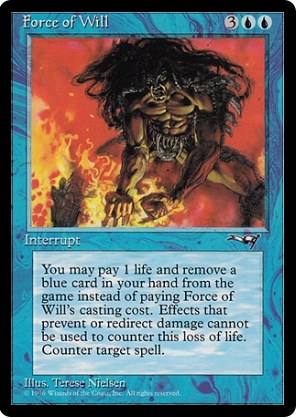 Force of Will 3
Interrupt
You may pay 1 life and remove a
blue card in your hand from the
game instead of paying Force of
Will's casting cost. Effects that
prevent or redirect damage cannot
be used to counter this loss of life.
Counter target spell.
Illus. Terese Nielsen
© 1996 Wizards of the Coast, Inc. All rights reserved.